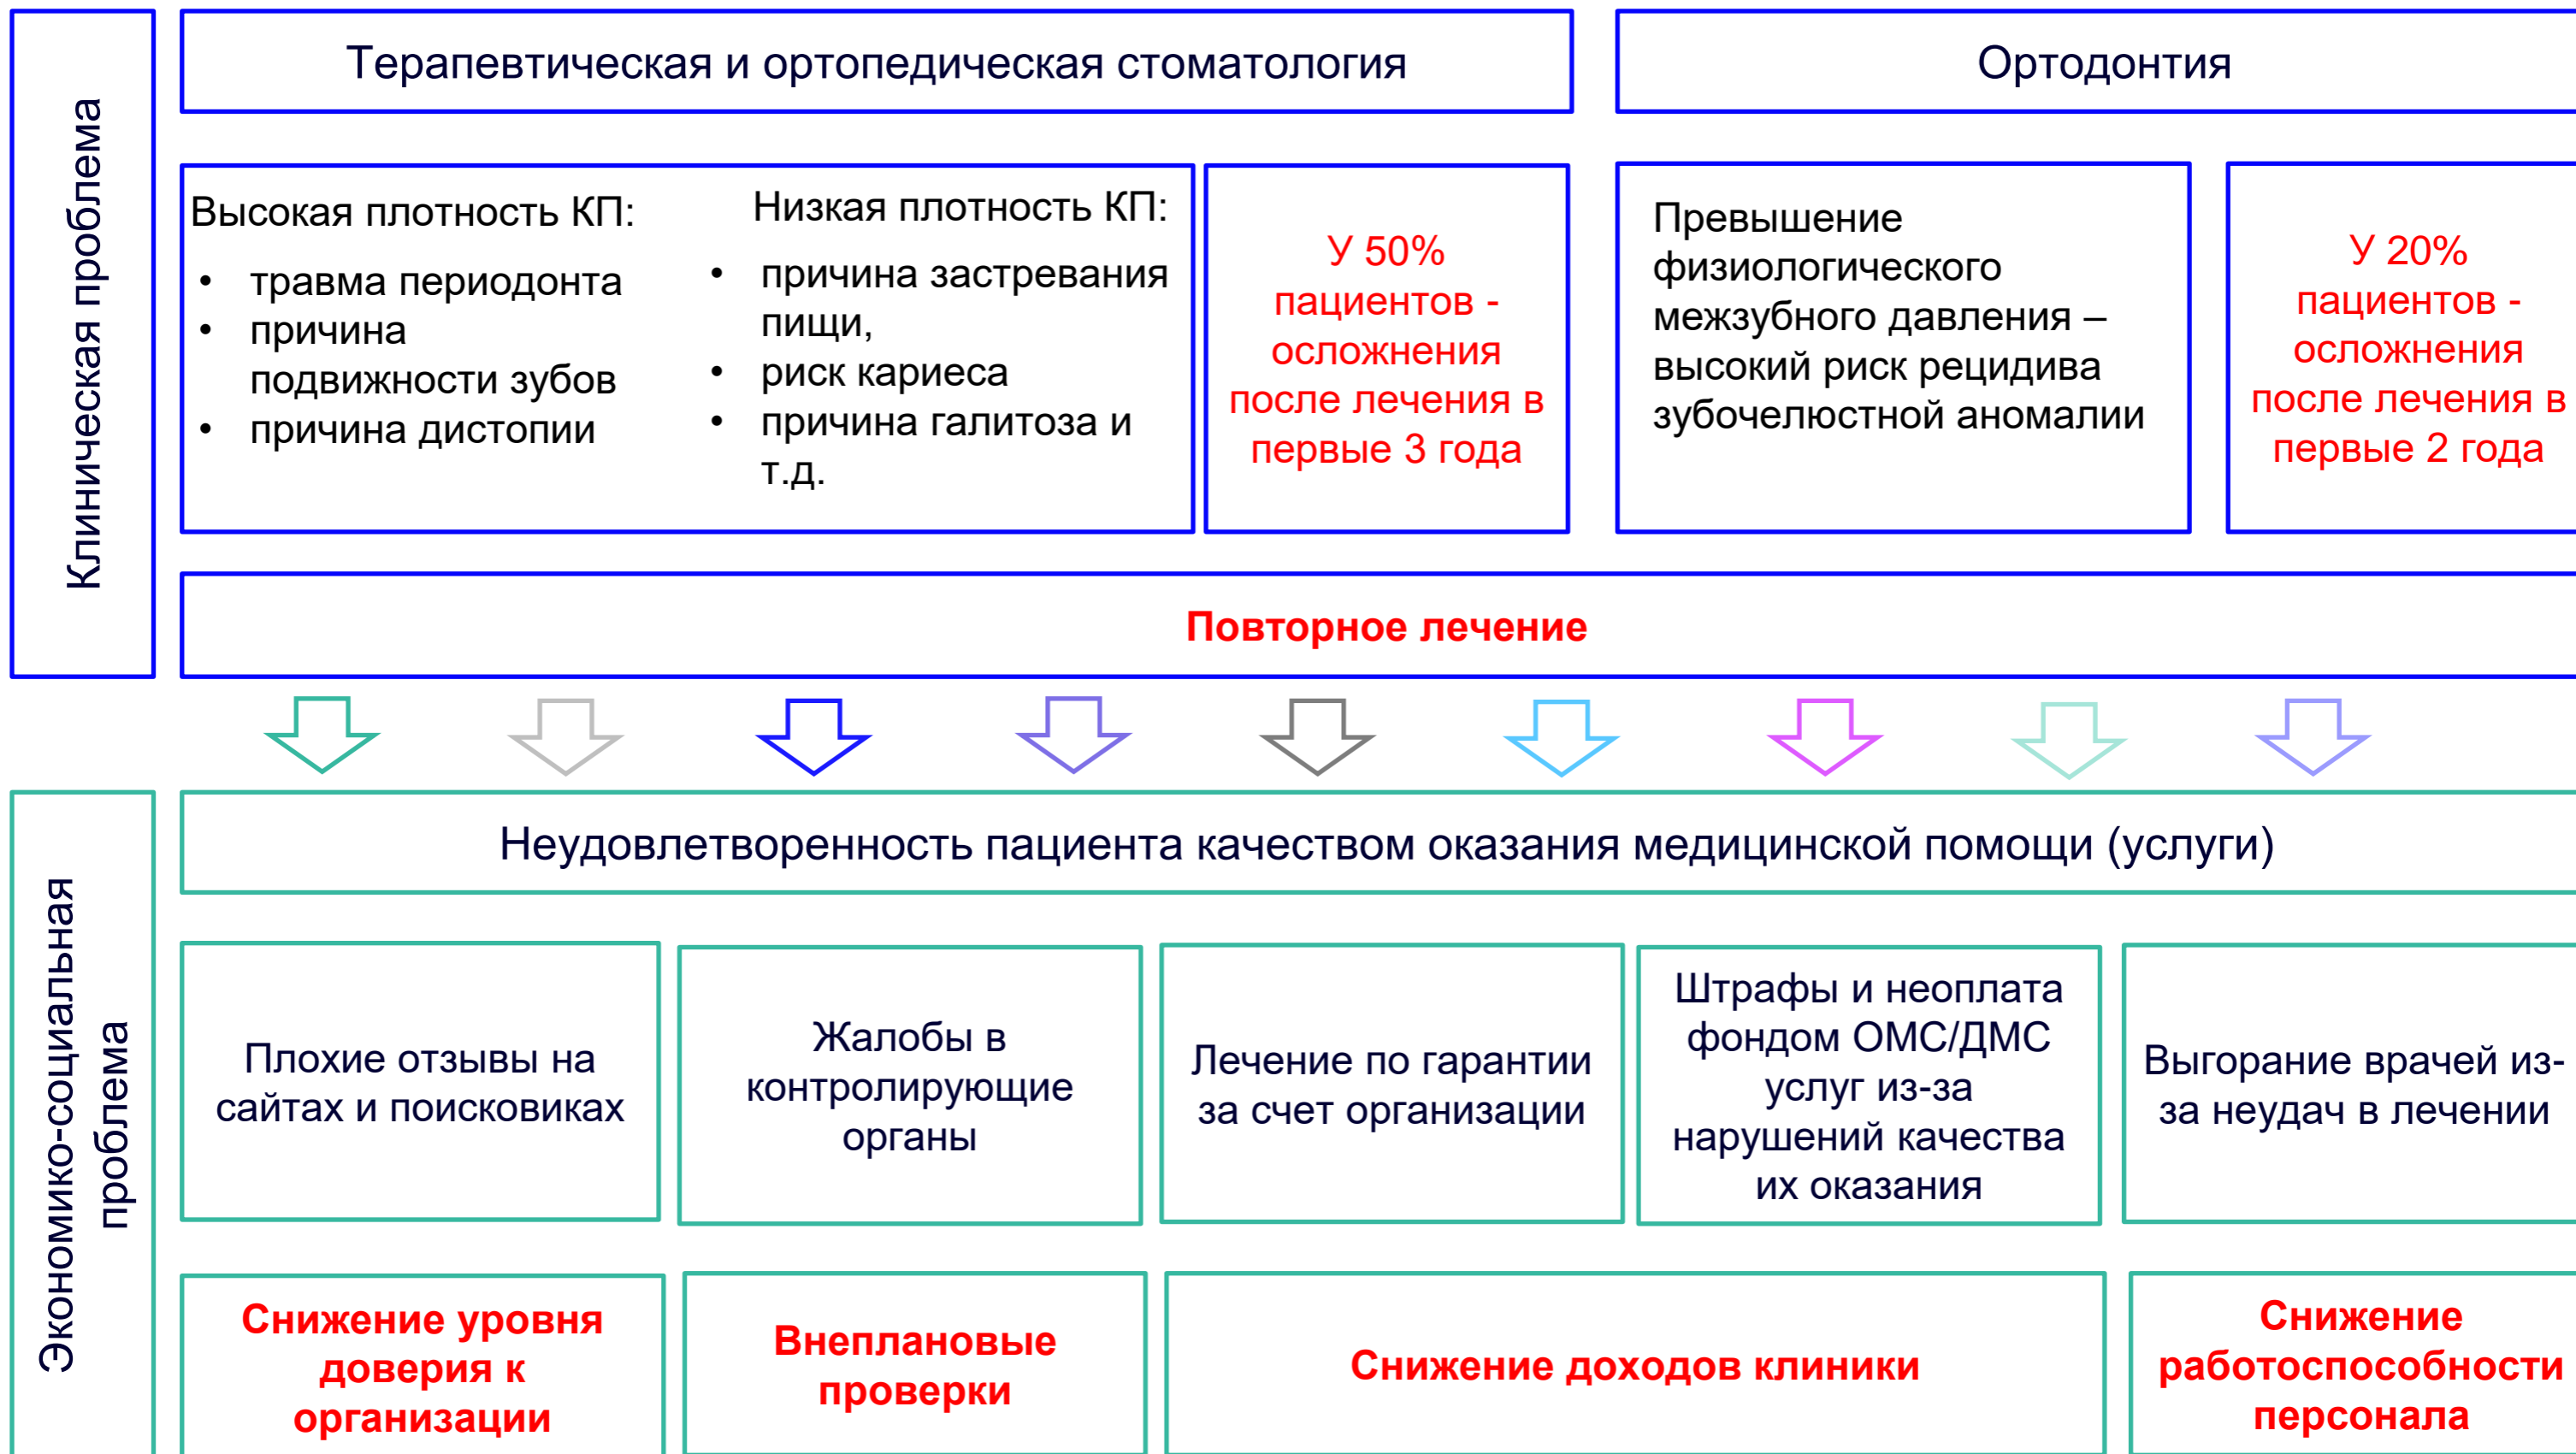 Клиническая проблема
Терапевтическая и ортопедическая стоматология
Ортодонтия
Высокая плотность КП:
• травма периодонта
• причина
подвижности зубов
• причина дистопии
Низкая плотность КП:
• причина застревания
пищи,
• риск кариеса
• причина галитоза и
т.д.
У 50%
пациентов -
осложнения
после лечения в
первые 3 года
Превышение
физиологического
межзубного давления –
высокий риск рецидива
зубочелюстной аномалии
У 20%
пациентов -
осложнения
после лечения в
первые 2 года
Повторное лечение
Экономико-социальная
проблема
Неудовлетворенность пациента качеством оказания медицинской помощи (услуги)
Плохие отзывы на
сайтах и поисковиках
Жалобы в
контролирующие
органы
Лечение по гарантии
за счет организации
Штрафы и неоплата
фондом ОМС/ДМС
услуг из-за
нарушений качества
их оказания
Выгорание врачей из-
за неудач в лечении
Снижение уровня
доверия к
организации
Внеплановые
проверки
Снижение доходов клиники
Снижение
работоспособности
персонала